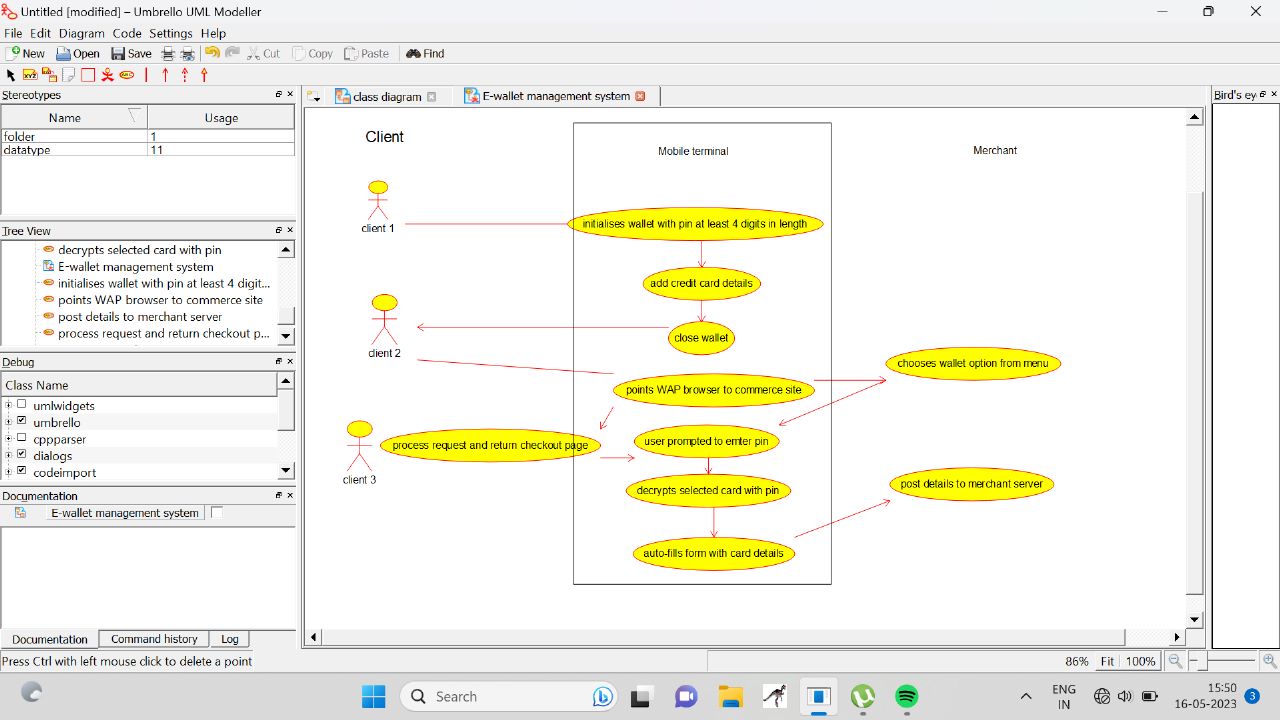 Untitled [modified] – Umbrello UML Modeller
File Edit Diagram Code Settings Help
New Open Save Cut Copy Paste Find
XYZ
Stereotypes
class diagram
E-wallet management system
Bird's ey
Name Usage
folder 1
datatype 11
Tree View
decrypts selected card with pin
E-wallet management system
initialises wallet with pin at least 4 digit...
points WAP browser to commerce site
post details to merchant server
process request and return checkout p...
Debug
Class Name
umlwidgets
umbrello
cppparser
dialogs
codeimport
Documentation
E-wallet management system
Documentation Command history Log
Press Ctrl with left mouse click to delete a point
Client
Mobile terminal
Merchant
client 1
initialises wallet with pin at least 4 digits in length
add credit card details
client 2
close wallet
chooses wallet option from menu
points WAP browser to commerce site
process request and return checkout page
user prompted to emter pin
client 3
decrypts selected card with pin
post details to merchant server
auto-fills form with card details
86% Fit 100%
Search
ENG
IN
15:50
16-05-2023
3